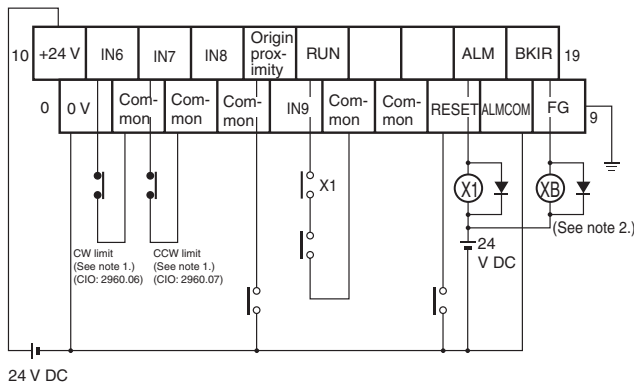 10 +24 V IN6 IN7 IN8 Origin prox- imity RUN ALM BKIR 19
0 0 V Com- mon Com- mon Com- mon IN9 Com- mon Com- mon RESET ALMCOM FG 9
X1
X1 XB
(See note 2.)
CW limit
(See note 1.)
(CIO: 2960.06)
CCW limit
(See note 1.)
(CIO: 2960.07)
24
V DC
24 V DC